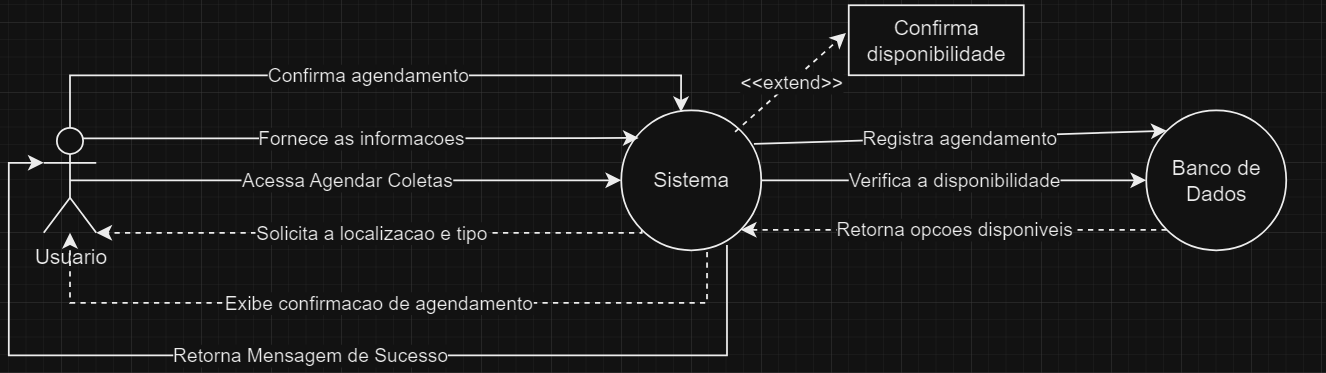 Confirma
disponibilidade
Confirma agendamento
<<extend>>
Fornece as informacoes
Registra agendamento
Acessa Agendar Coletas
Sistema
Verifica a disponibilidade
Banco de
Dados
Solicita a localizacao e tipo
Retorna opcoes disponiveis
Usuario
Exibe confirmacao de agendamento
Retorna Mensagem de Sucesso